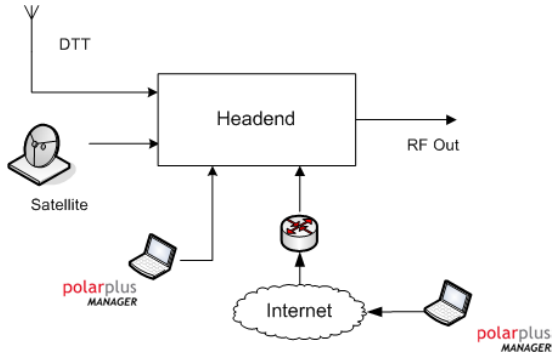 DTT
Headend
RF Out
Satellite
polarplus
MANAGER
Internet
polarplus
MANAGER